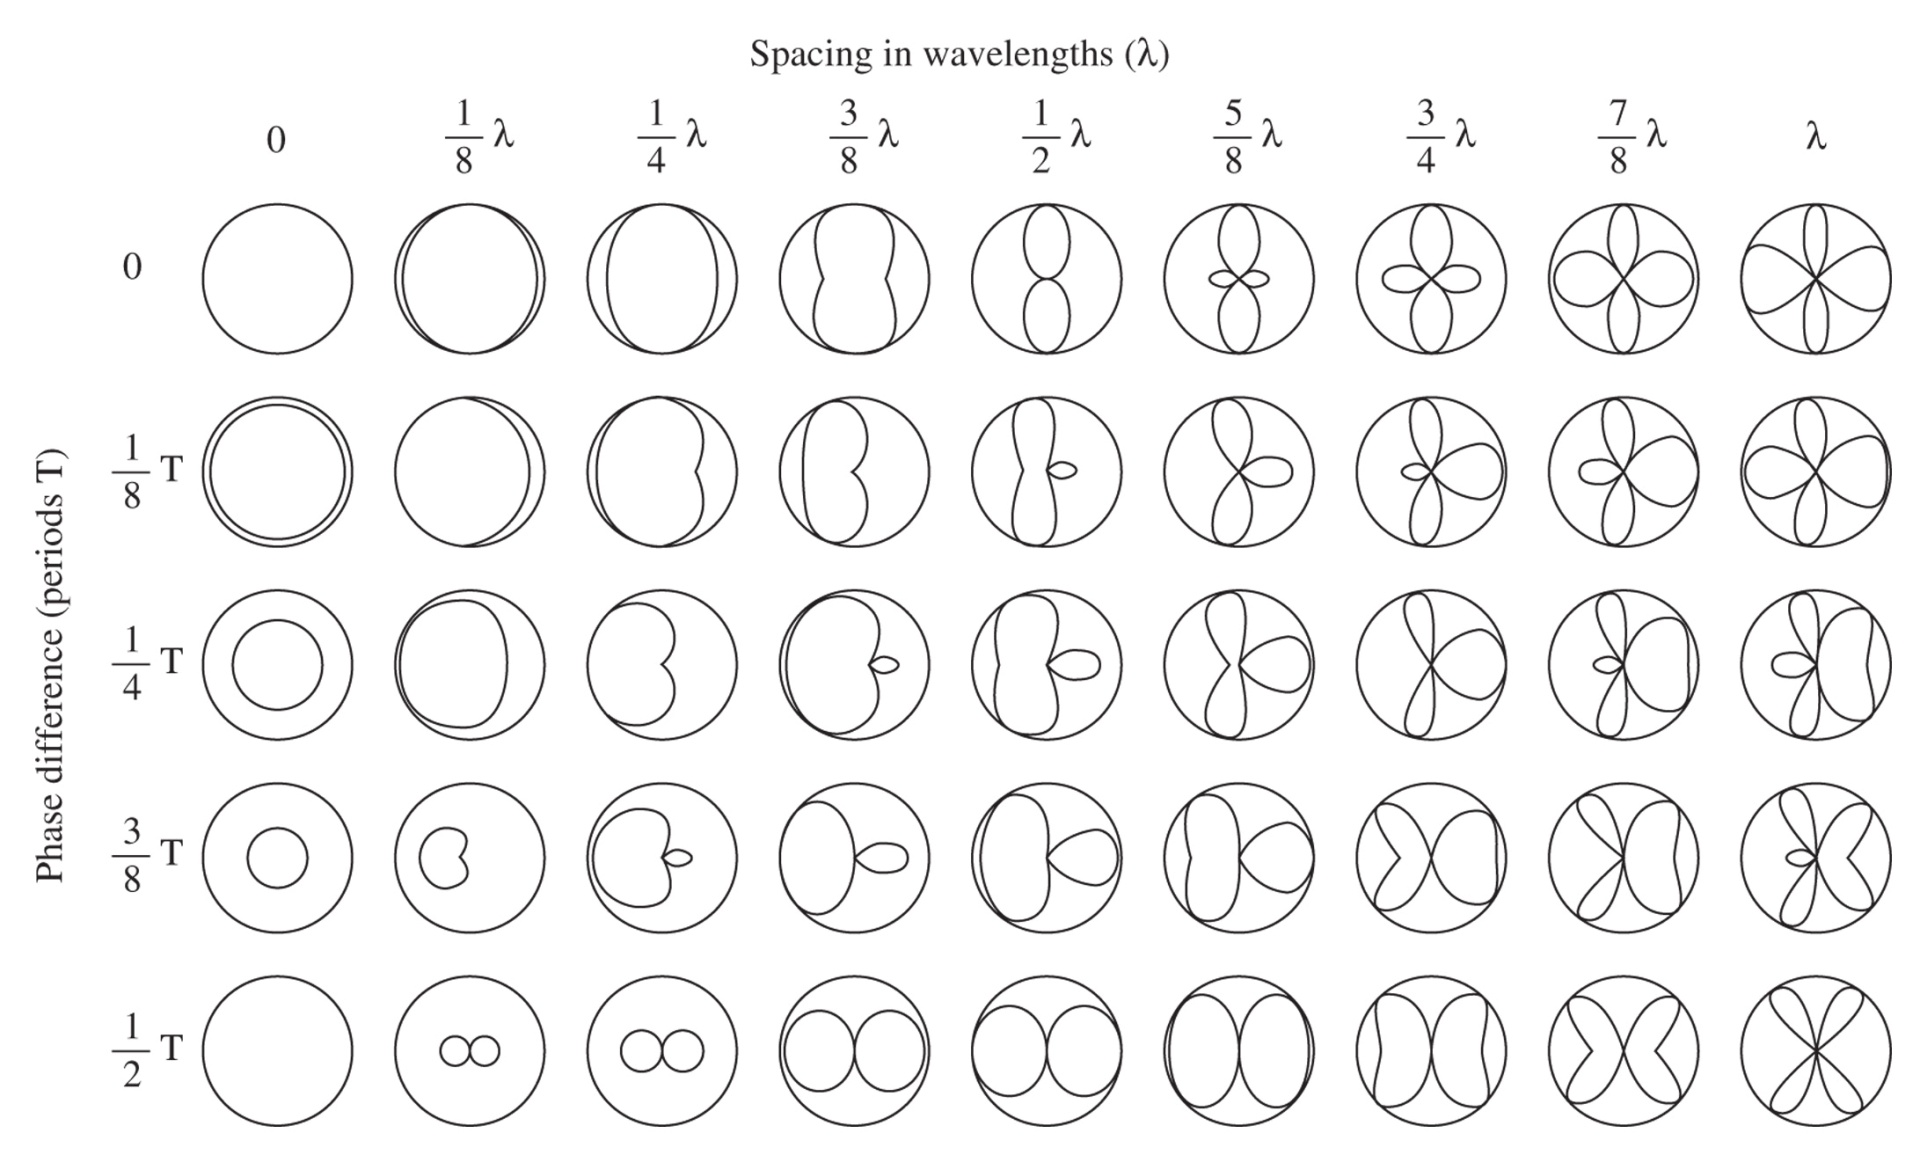 Spacing in wavelengths (λ)
0 1/8 λ 1/4 λ 3/8 λ 1/2 λ 5/8 λ 3/4 λ 7/8 λ λ
Phase difference (periods T)
0
1/8 T
1/4 T
3/8 T
1/2 T